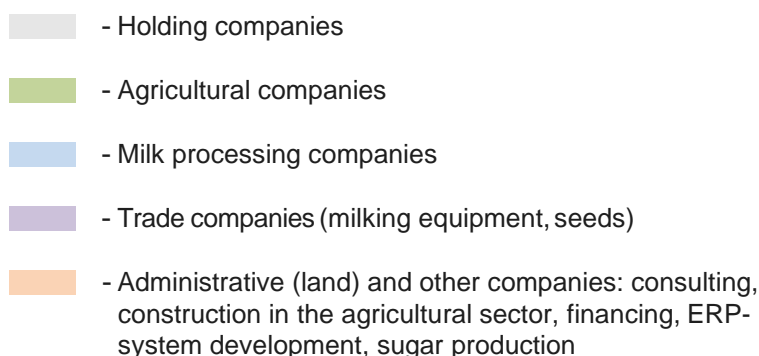 - Holding companies
- Agricultural companies
- Milk processing companies
- Trade companies (milking equipment, seeds)
- Administrative (land) and other companies: consulting,
construction in the agricultural sector, financing, ERP-
system development, sugar production